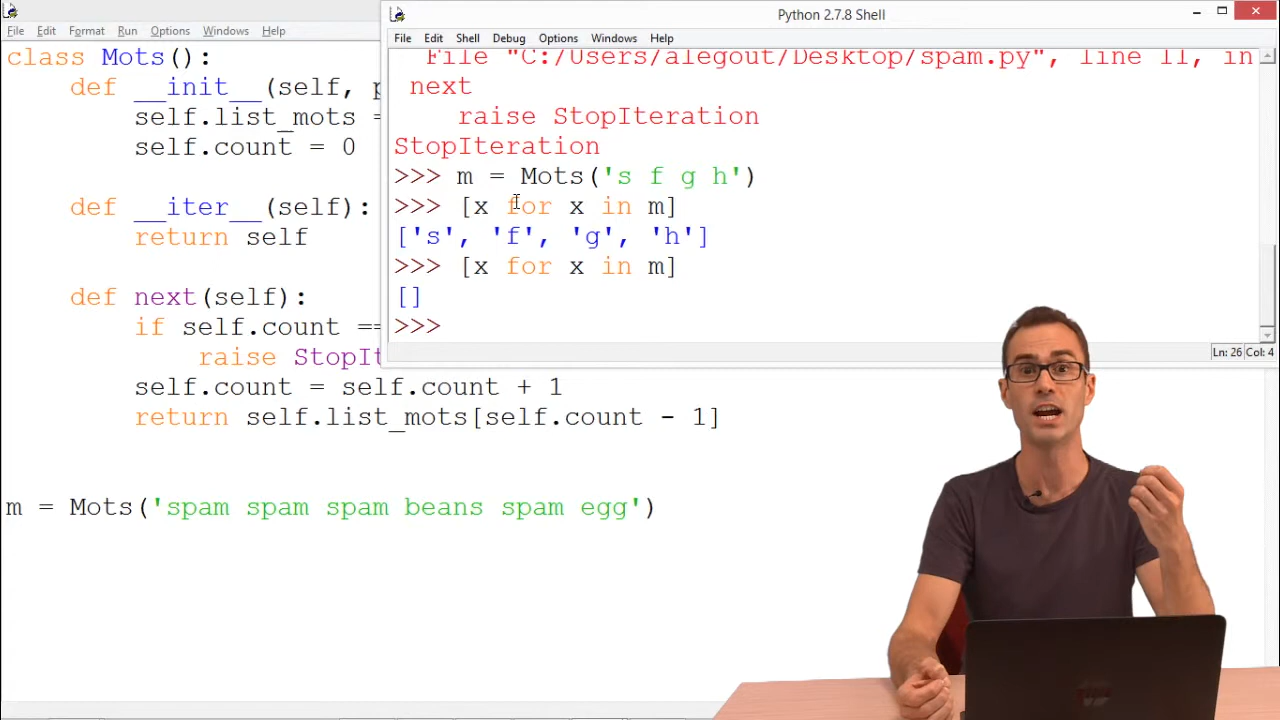 File Edit Format Run Options Windows Help
class Mots():
def __init__(self, p
self.list_mots =
self.count = 0
def __iter__(self):
return self
def next(self):
if self.count ==
raise StopIt
self.count = self.count + 1
return self.list_mots[self.count - 1]
m = Mots('spam spam spam beans spam egg')
Python 2.7.8 Shell
File Edit Shell Debug Options Windows Help
File "C:/Users/alegout/Desktop/spam.py", line 11, in
next
raise StopIteration
StopIteration
>>> m = Mots('s f g h')
>>> [x for x in m]
['s', 'f', 'g', 'h']
>>> [x for x in m]
[]
>>>
Ln: 26 Col: 4